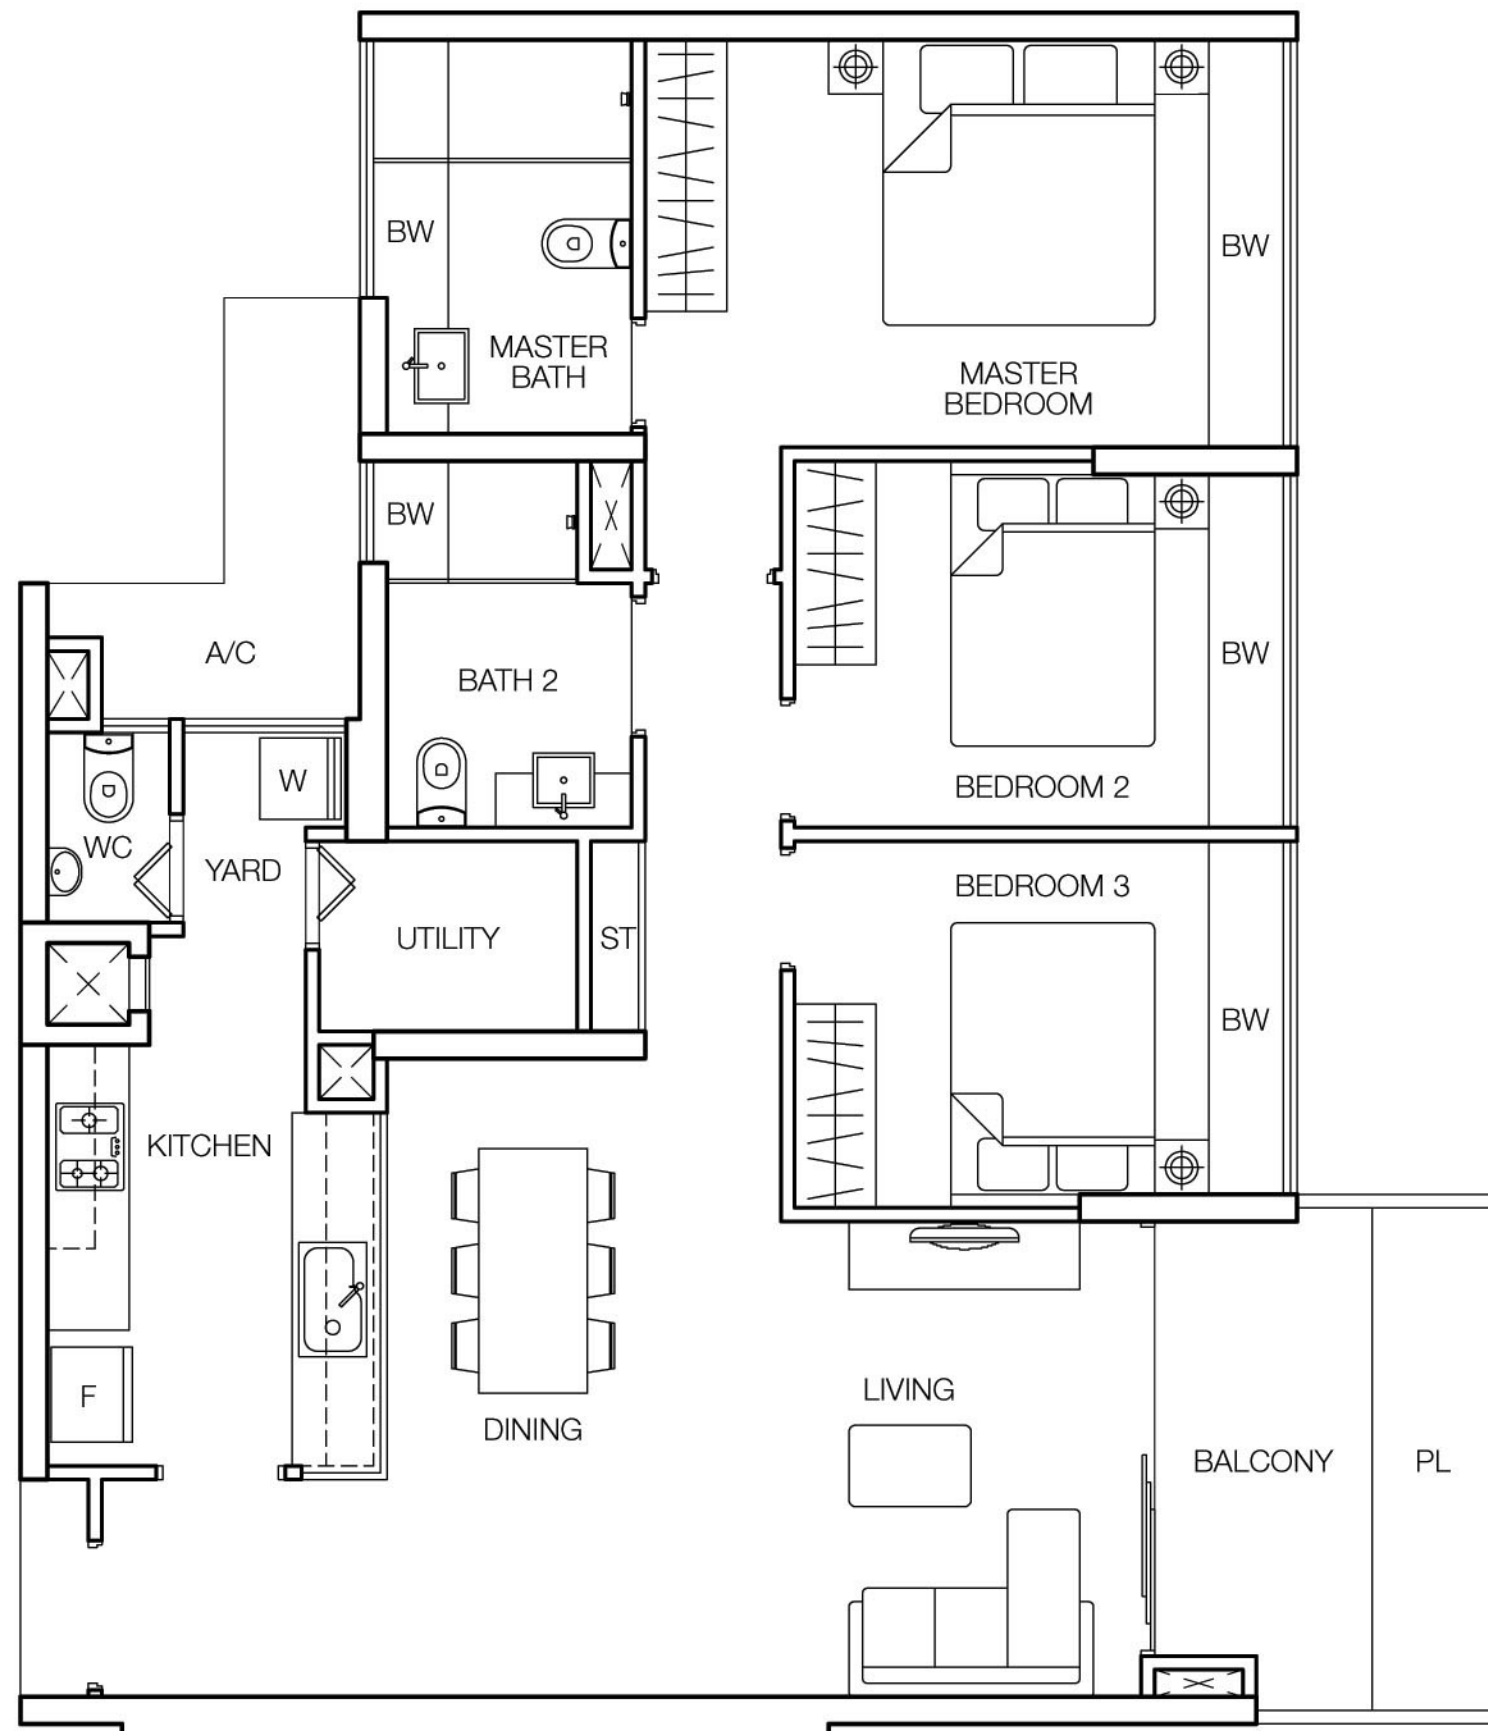 BW
BW
MASTER
BATH
MASTER
BEDROOM
BW
A/C
BATH 2
BW
W
BEDROOM 2
WC
YARD
BEDROOM 3
UTILITY
ST
BW
KITCHEN
F
LIVING
DINING
BALCONY
PL